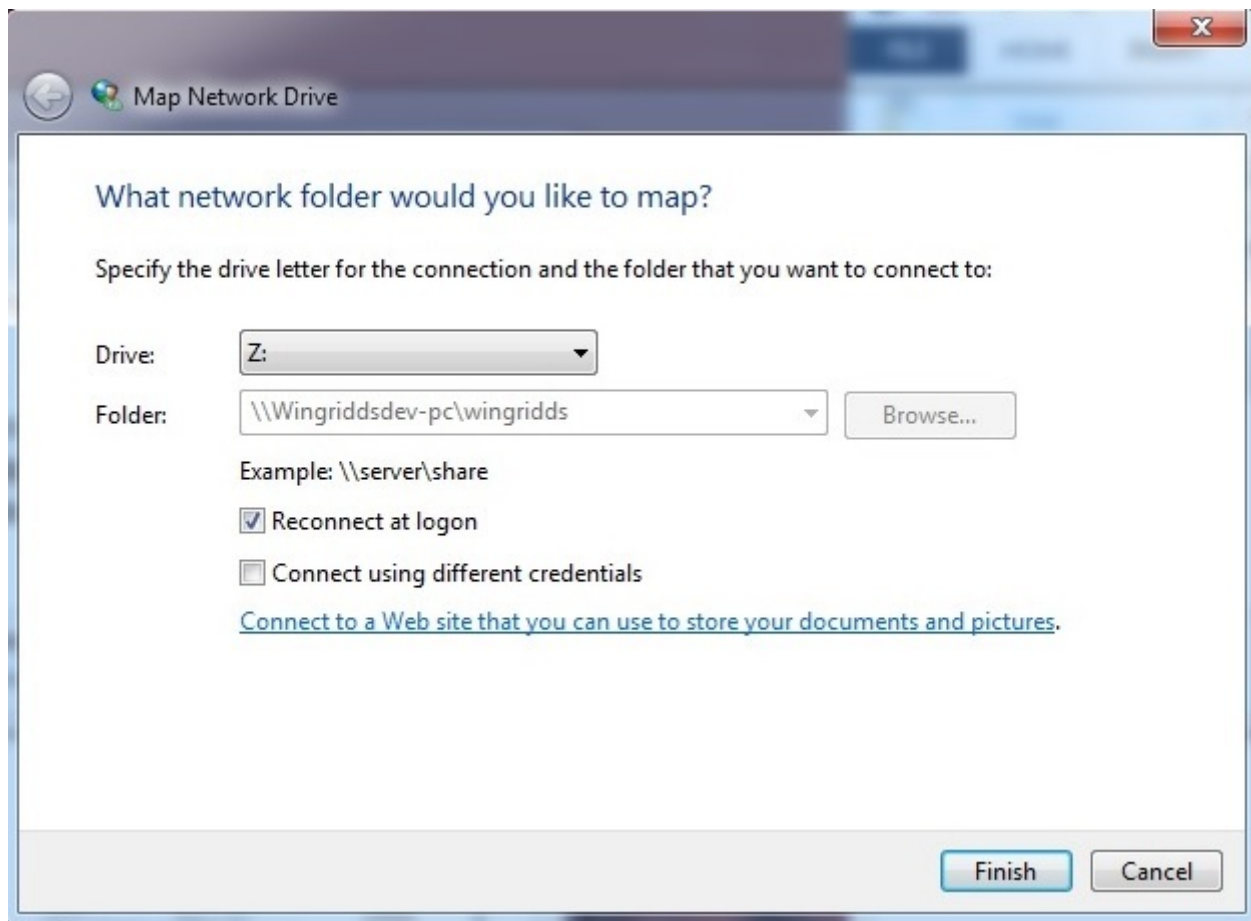 Map Network Drive
What network folder would you like to map?
Specify the drive letter for the connection and the folder that you want to connect to:
Drive: Z:
Folder: \\Wingriddsdev-pc\wingridds Browse...
Example: \\server\share
Reconnect at logon
Connect using different credentials
Connect to a Web site that you can use to store your documents and pictures.
Finish Cancel